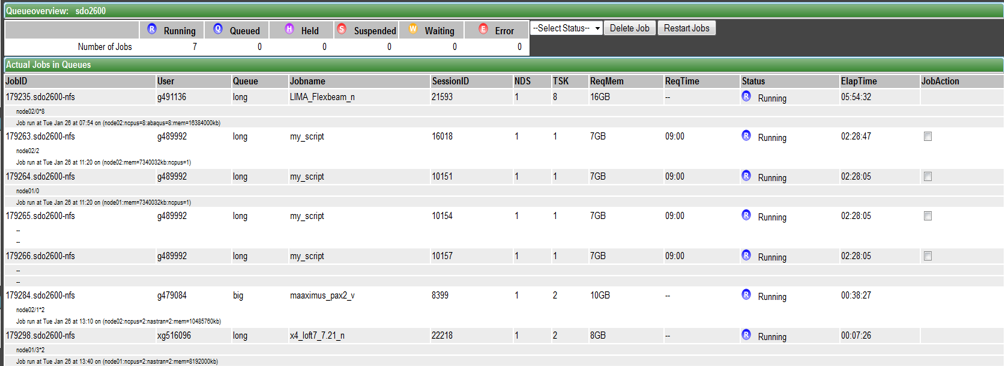 Queueoverview: sdo2600
R Running Q Queued H Held S Suspended W Waiting E Error --Select Status-- Delete Job Restart Jobs
Number of Jobs 7 0 0 0 0 0
Actual Jobs in Queues
JobID User Queue Jobname SessionID NDS TSK ReqMem ReqTime Status ElapTime JobAction
179235.sdo2600-nfs g491136 long LIMA_Flexbeam_n 21593 1 8 16GB -- R Running 05:54:32
node02/0*8
Job run at Tue Jan 26 at 07:54 on (node02:ncpus=8:abaqus=8:mem=16384000kb)
179263.sdo2600-nfs g489992 long my_script 16018 1 1 7GB 09:00 R Running 02:28:47
node02/2
Job run at Tue Jan 26 at 11:20 on (node02:mem=7340032kb:ncpus=1)
179264.sdo2600-nfs g489992 long my_script 10151 1 1 7GB 09:00 R Running 02:28:05
node01/0
Job run at Tue Jan 26 at 11:20 on (node01:mem=7340032kb:ncpus=1)
179265.sdo2600-nfs g489992 long my_script 10154 1 1 7GB 09:00 R Running 02:28:05
--
--
179266.sdo2600-nfs g489992 long my_script 10157 1 1 7GB 09:00 R Running 02:28:05
--
--
179284.sdo2600-nfs g479084 big maaximus_pax2_v 8399 1 2 10GB -- R Running 00:38:27
node02/1*2
Job run at Tue Jan 26 at 13:10 on (node02:ncpus=2:nastran=2:mem=10485760kb)
179298.sdo2600-nfs xg516096 long x4_loft7_7.21_n 22218 1 2 8GB -- R Running 00:07:26
node01/3*2
Job run at Tue Jan 26 at 13:40 on (node01:ncpus=2:nastran=2:mem=8192000kb)